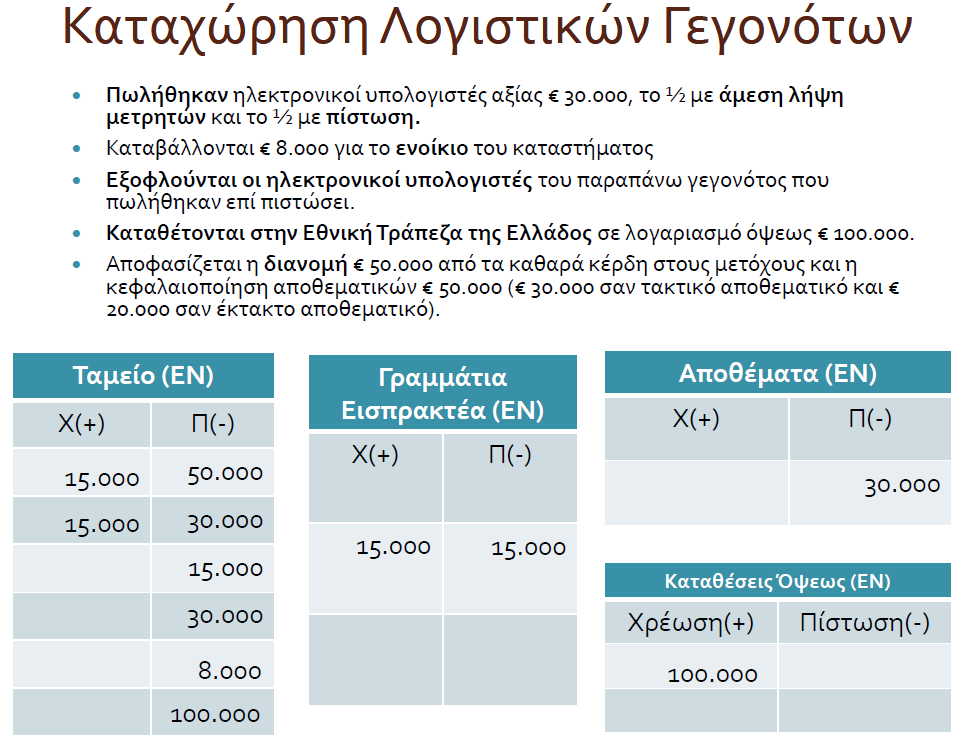 Καταχώρηση Λογιστικών Γεγονότων
• Πωλήθηκαν ηλεκτρονικοί υπολογιστές αξίας € 30.000, το ½ με άμεση λήψη
μετρητών και το ½ με πίστωση.
• Καταβάλλονται € 8.000 για το ενοίκιο του καταστήματος
• Εξοφλούνται οι ηλεκτρονικοί υπολογιστές του παραπάνω γεγονότος που
πωλήθηκαν επί πιστώσει.
• Καταθέτονται στην Εθνική Τράπεζα της Ελλάδος σε λογαριασμό όψεως € 100.000.
• Αποφασίζεται η διανομή € 50.000 από τα καθαρά κέρδη στους μετόχους και η
κεφαλαιοποίηση αποθεματικών € 50.000 (€ 30.000 σαν τακτικό αποθεματικό και €
20.000 σαν έκτακτο αποθεματικό).
Ταμείο (ΕΝ)
Χ(+) Π(-)
15.000 50.000
15.000 30.000
15.000
30.000
8.000
100.000
Γραμμάτια
Εισπρακτέα (ΕΝ)
Χ(+) Π(-)
15.000 15.000
Αποθέματα (ΕΝ)
Χ(+) Π(-)
30.000
Καταθέσεις Όψεως (ΕΝ)
Χρέωση(+) Πίστωση(-)
100.000